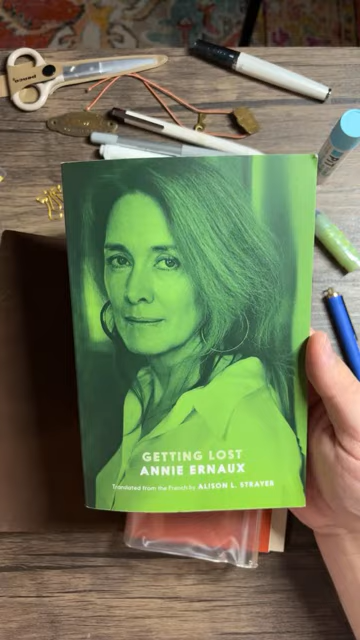 GETTING LOST
ANNIE ERNAUX
Translated from the French by ALISON L. STRAYER